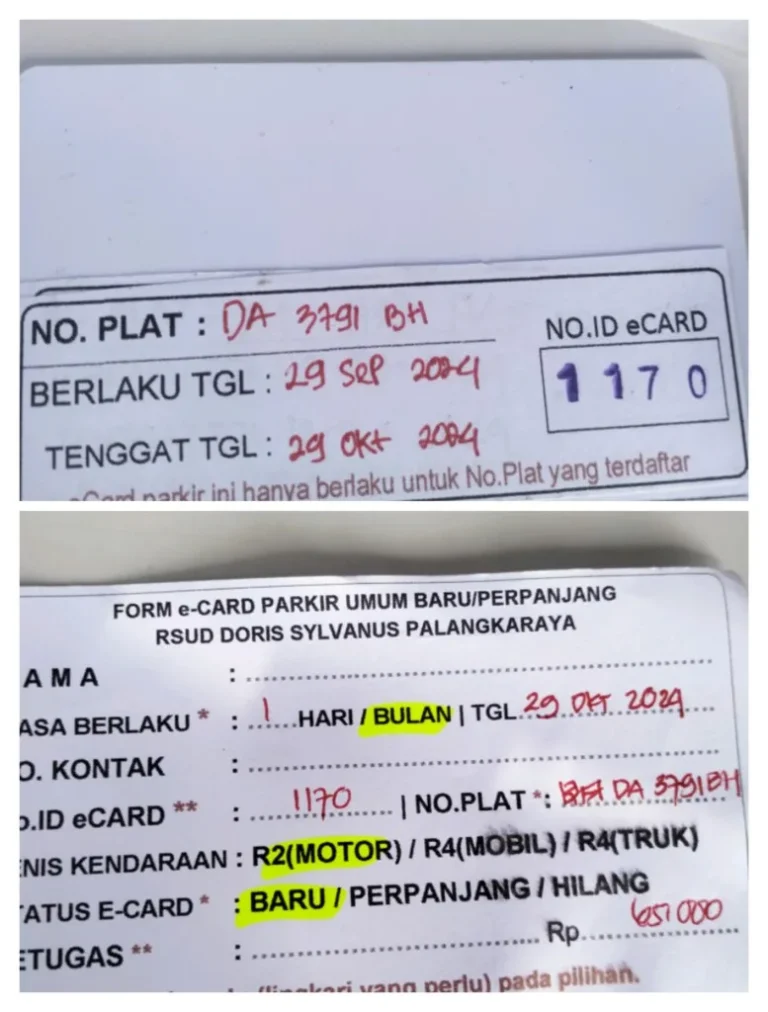 NO. PLAT : DA 3791 BH
NO.ID eCARD
BERLAKU TGL : 29 SEP 2024
1170
TENGGAT TGL : 29 OKT 2024
eCard parkir ini hanya berlaku untuk No.Plat yang terdaftar
FORM e-CARD PARKIR UMUM BARU/PERPANJANG
RSUD DORIS SYLVANUS PALANGKARAYA
AMA :
ASA BERLAKU * : 1 HARI / BULAN | TGL 29 OKT 2024
O. KONTAK :
O.ID eCARD ** : 1170 | NO.PLAT * : DA 3791 BH
ENIS KENDARAAN : R2(MOTOR) / R4(MOBIL) / R4(TRUK)
ATUS E-CARD * : BARU / PERPANJANG / HILANG
ETUGAS ** : Rp 65.000
(lingkari yang perlu) pada pilihan.